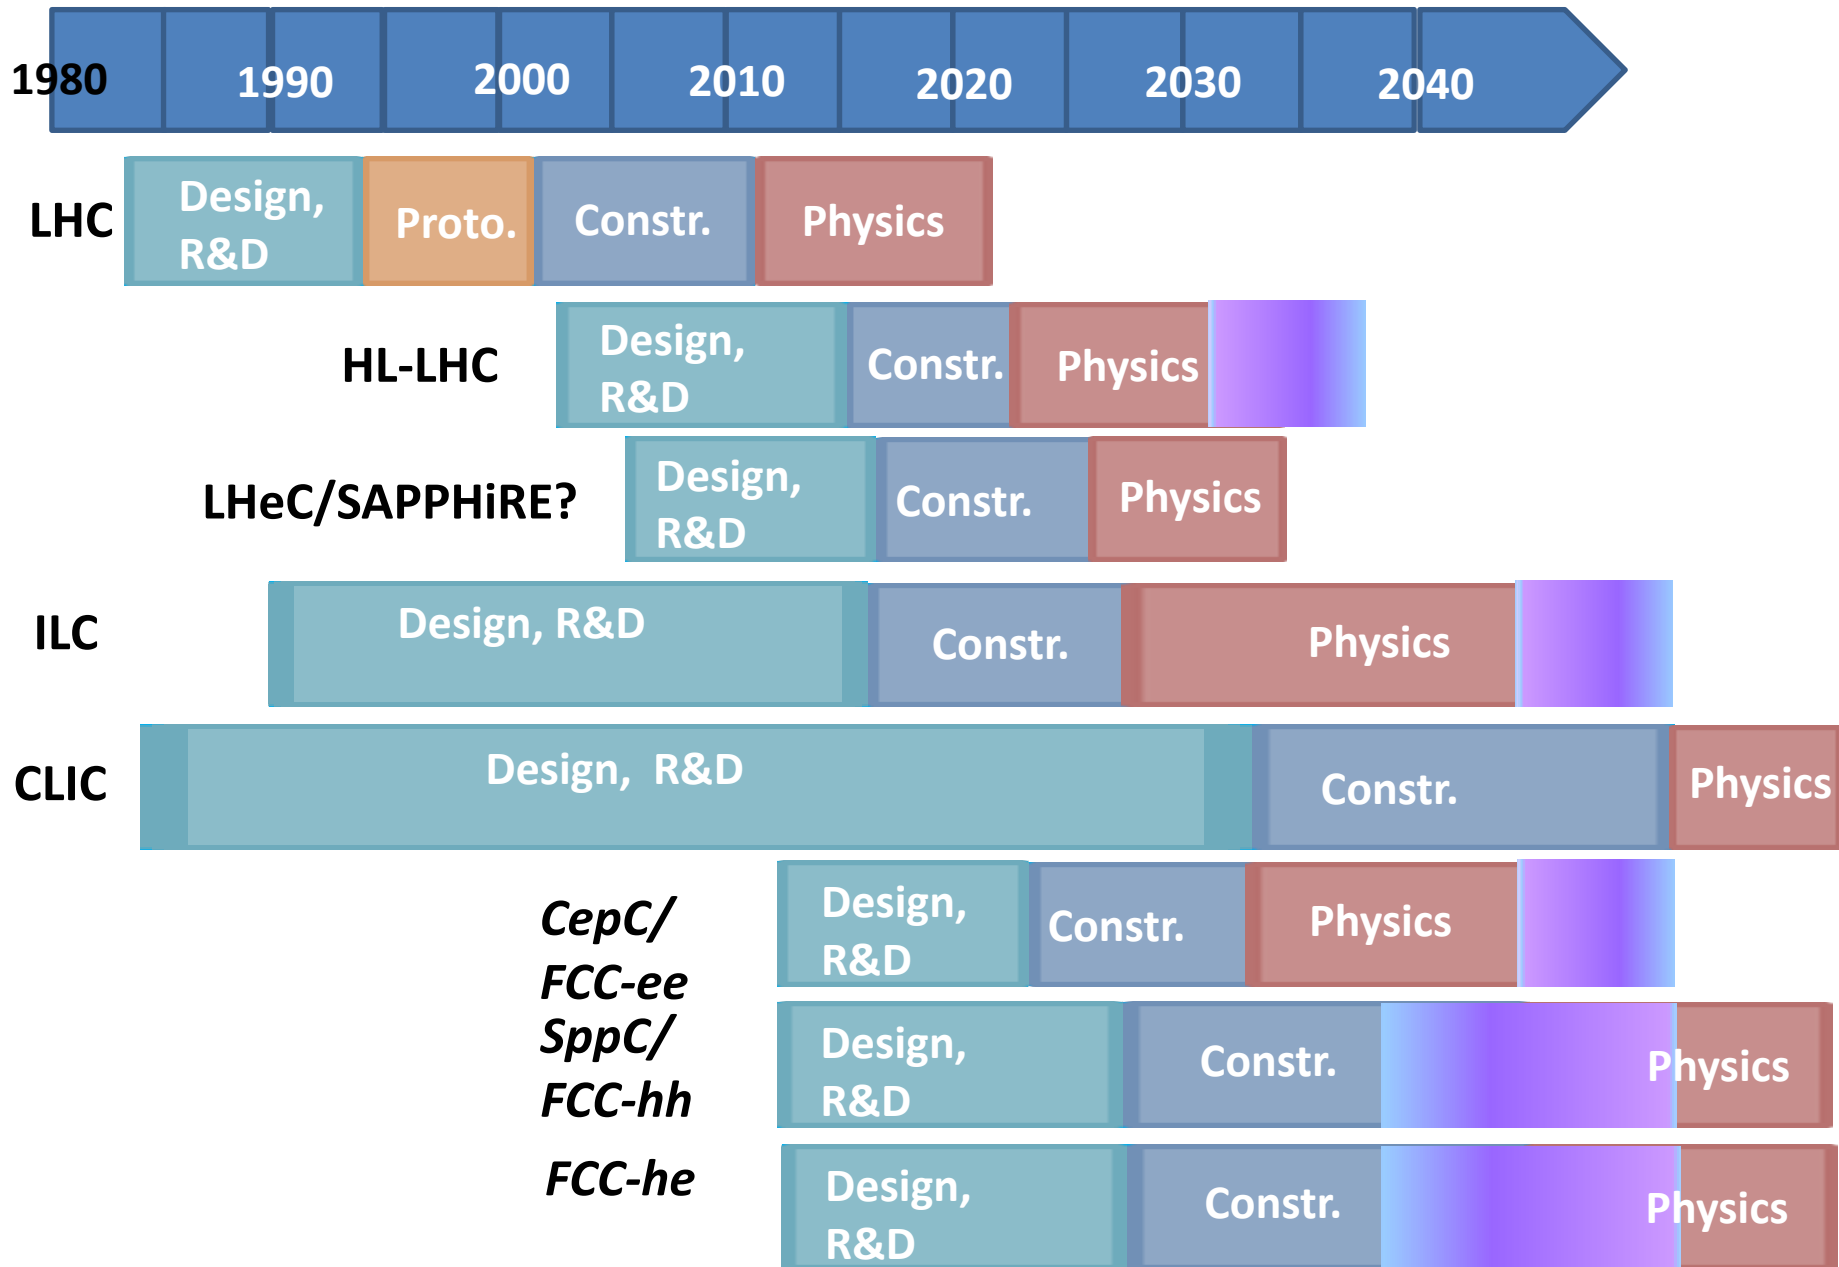 1980 1990 2000 2010 2020 2030 2040
LHC
Design,
R&D
Proto.
Constr.
Physics
HL-LHC
Design,
R&D
Constr.
Physics
LHeC/SAPPHiRE?
Design,
R&D
Constr.
Physics
ILC
Design, R&D
Constr.
Physics
CLIC
Design, R&D
Constr.
Physics
CepC/
FCC-ee
Design,
R&D
Constr.
Physics
SppC/
FCC-hh
Design,
R&D
Constr.
Physics
FCC-he
Design,
R&D
Constr.
Physics